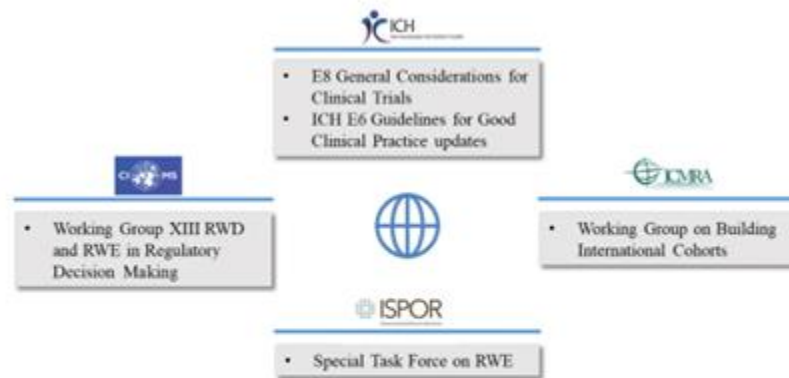 ICH
• E8 General Considerations for
Clinical Trials
• ICH E6 Guidelines for Good
Clinical Practice updates
CIOMS
• Working Group XIII RWD
and RWE in Regulatory
Decision Making
ICMRA
• Working Group on Building
International Cohorts
ISPOR
• Special Task Force on RWE